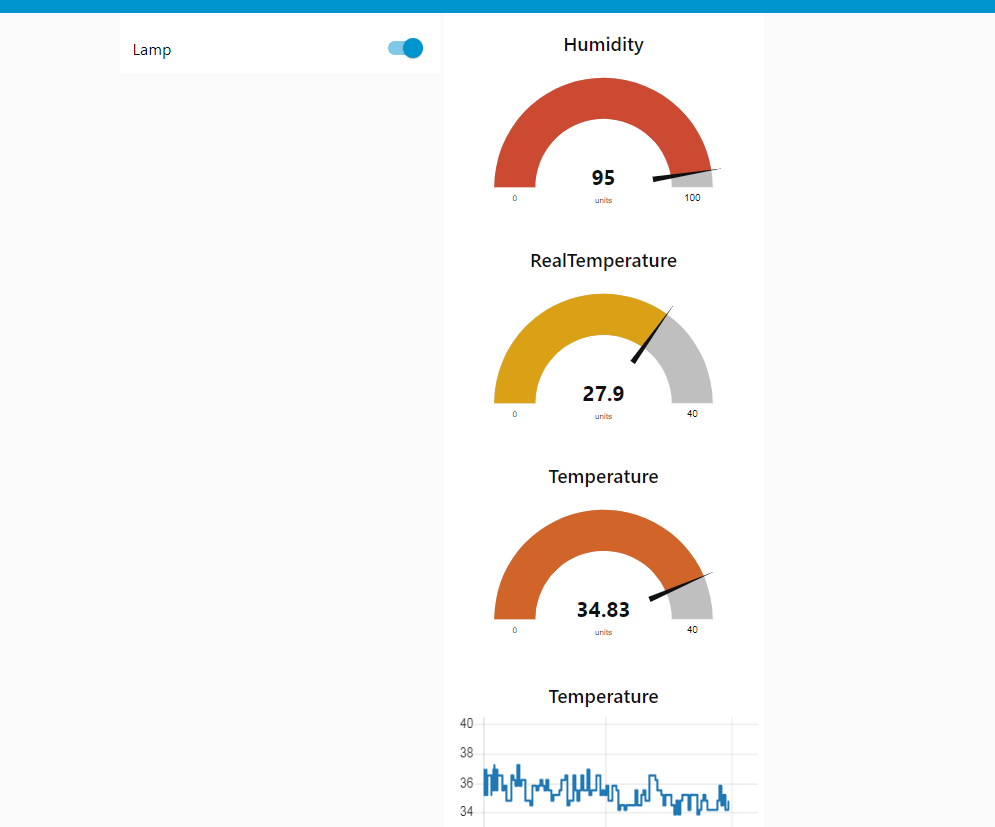 Lamp
Humidity
95
units
0
100
RealTemperature
27.9
units
0
40
Temperature
34.83
units
0
40
Temperature
40
38
36
34